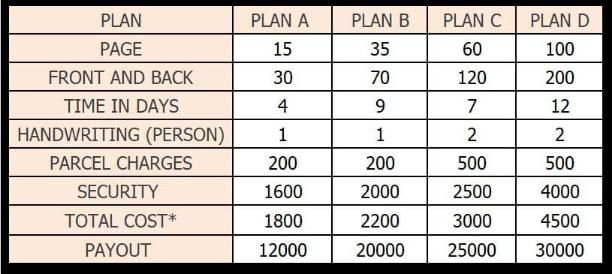 PLAN PLAN A PLAN B PLAN C PLAN D
PAGE 15 35 60 100
FRONT AND BACK 30 70 120 200
TIME IN DAYS 4 9 7 12
HANDWRITING (PERSON) 1 1 2 2
PARCEL CHARGES 200 200 500 500
SECURITY 1600 2000 2500 4000
TOTAL COST* 1800 2200 3000 4500
PAYOUT 12000 20000 25000 30000